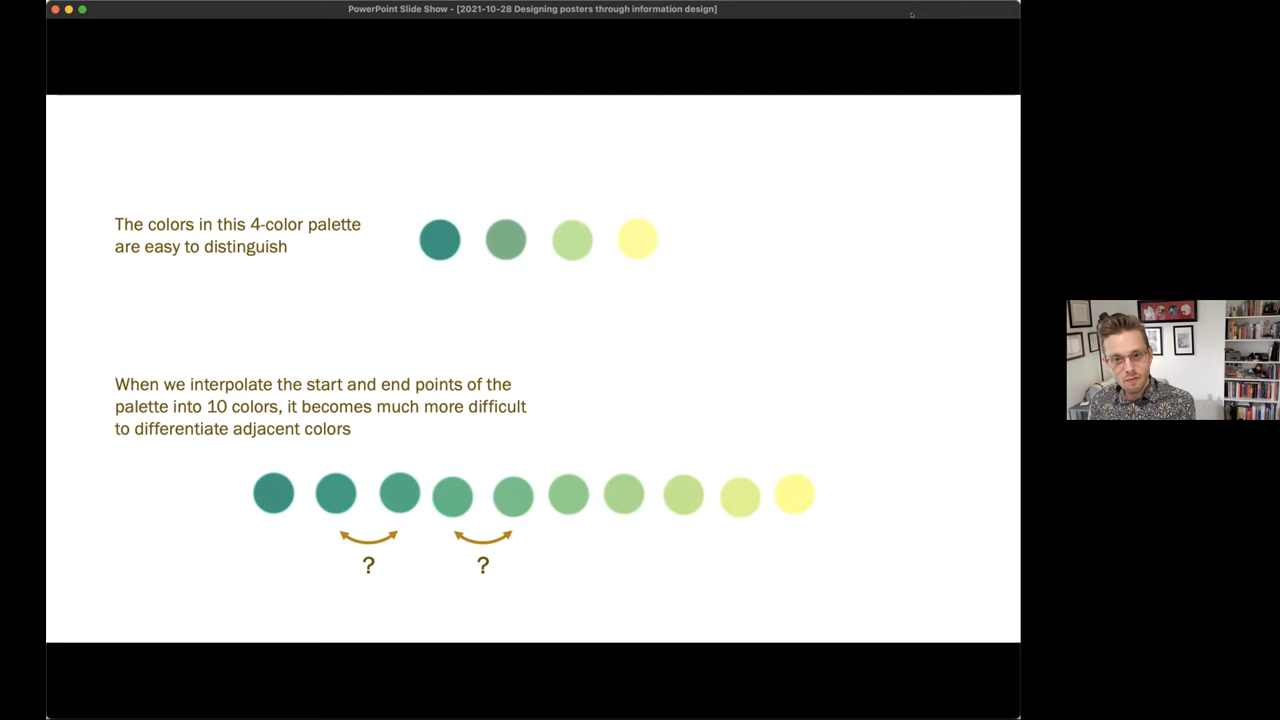 PowerPoint Slide Show - [2021-10-28 Designing posters through information design]
The colors in this 4-color palette
are easy to distinguish
When we interpolate the start and end points of the
palette into 10 colors, it becomes much more difficult
to differentiate adjacent colors
? ?